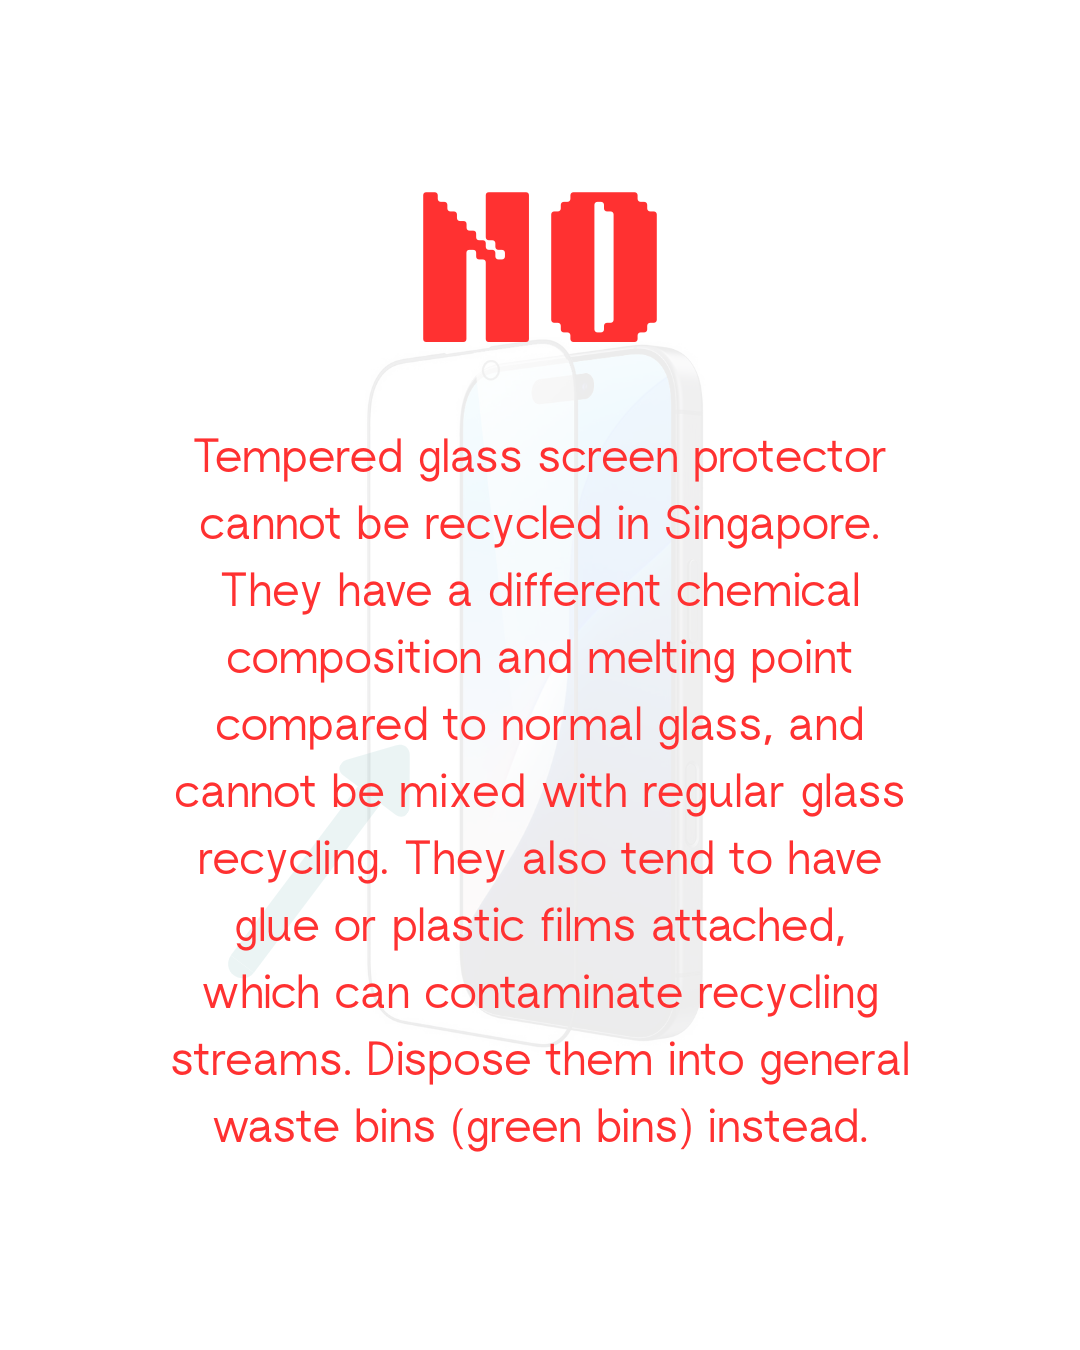 NO
Tempered glass screen protector
cannot be recycled in Singapore.
They have a different chemical
composition and melting point
compared to normal glass, and
cannot be mixed with regular glass
recycling. They also tend to have
glue or plastic films attached,
which can contaminate recycling
streams. Dispose them into general
waste bins (green bins) instead.